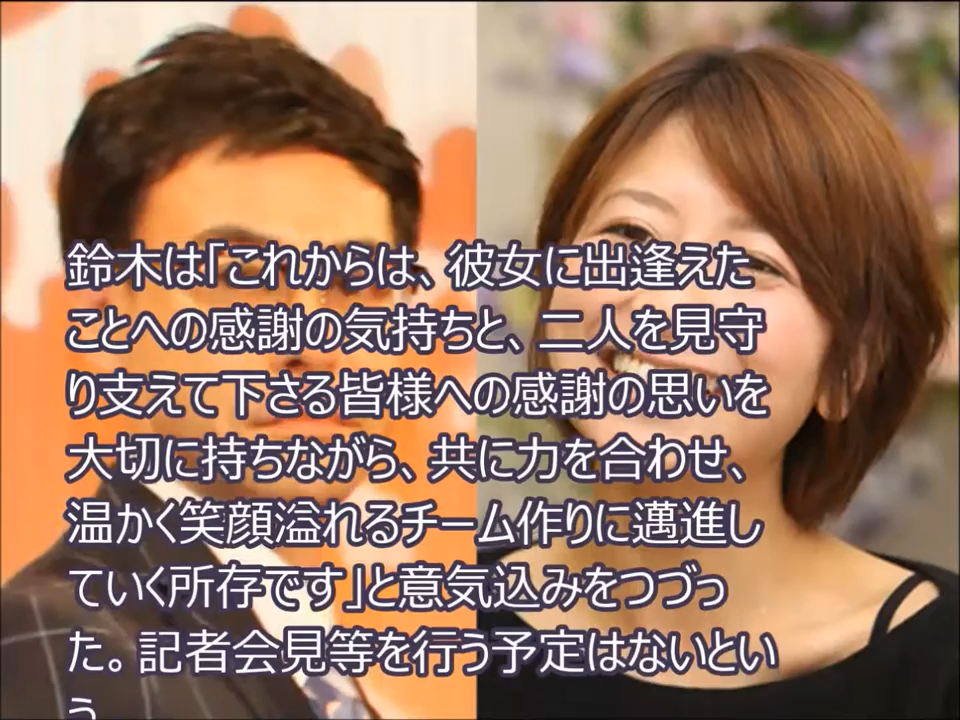 鈴木は「これからは、彼女に出逢えた
ことへの感謝の気持ちと、二人を見守
り支えて下さる皆様への感謝の思いを
大切に持ちながら、共に力を合わせ、
温かく笑顔溢れるチーム作りに邁進し
ていく所存です」と意気込みをつづっ
た。記者会見等を行う予定はないとい
う